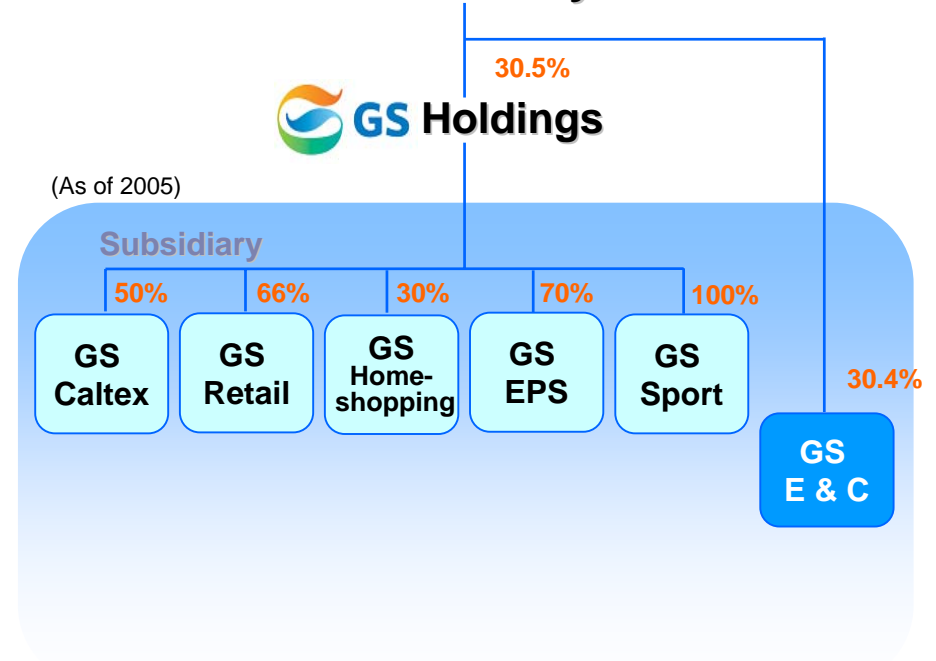 30.5%
GS Holdings
(As of 2005)
Subsidiary
50% 66% 30% 70% 100%
GS
Caltex
GS
Retail
GS
Home-
shopping
GS
EPS
GS
Sport
30.4%
GS
E & C